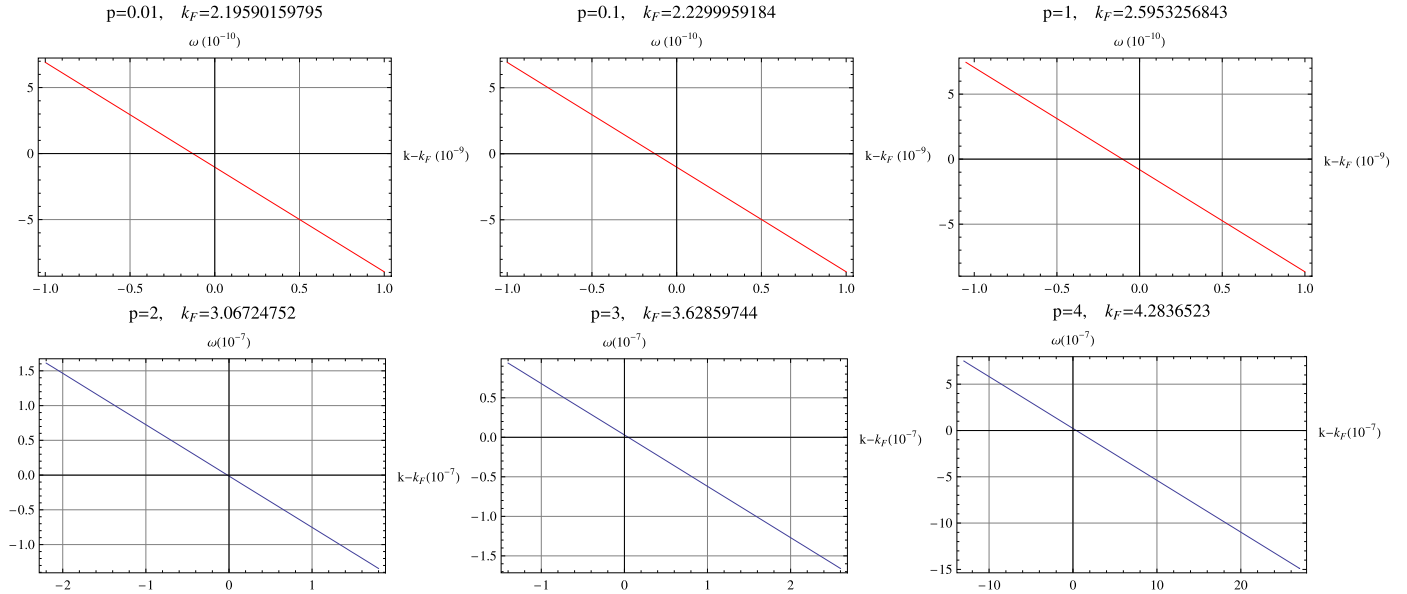 p=0.01, k_F=2.19590159795
p=0.1, k_F=2.2299959184
p=1, k_F=2.5953256843
ω (10⁻¹⁰)
ω (10⁻¹⁰)
ω (10⁻¹⁰)
5
0
−5
−1.0 −0.5 0.0 0.5 1.0
k−k_F (10⁻⁹)
5
0
−5
−1.0 −0.5 0.0 0.5 1.0
k−k_F (10⁻⁹)
5
0
−5
−1.0 −0.5 0.0 0.5 1.0
k−k_F (10⁻⁹)
p=2, k_F=3.06724752
p=3, k_F=3.62859744
p=4, k_F=4.2836523
ω(10⁻⁷)
ω(10⁻⁷)
ω(10⁻⁷)
1.5
1.0
0.5
0.0
−0.5
−1.0
−2 −1 0 1
k−k_F(10⁻⁷)
0.5
0.0
−0.5
−1.0
−1.5
−1 0 1 2
k−k_F(10⁻⁷)
5
0
−5
−10
−15
−10 0 10 20
k−k_F(10⁻⁷)